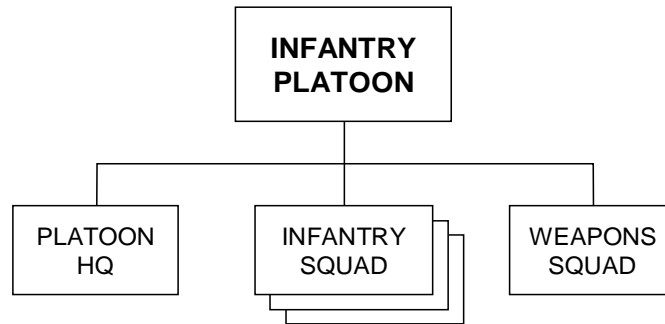 INFANTRY
PLATOON
PLATOON
HQ
INFANTRY
SQUAD
WEAPONS
SQUAD